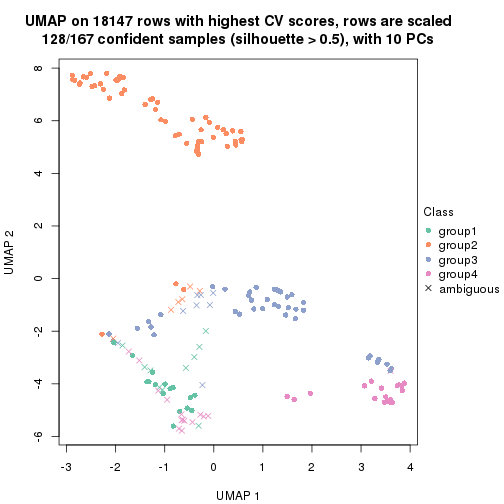 UMAP on 18147 rows with highest CV scores, rows are scaled
128/167 confident samples (silhouette > 0.5), with 10 PCs
8
6
4
2
0
-2
-4
-6
UMAP 2
-3 -2 -1 0 1 2 3 4
UMAP 1
Class
group1
group2
group3
group4
ambiguous